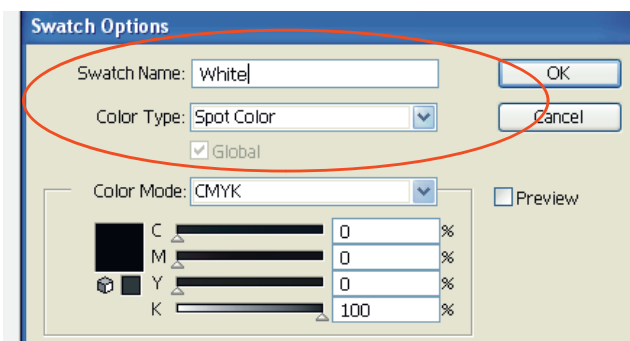 Swatch Options
Swatch Name: White OK
Color Type: Spot Color Cancel
Global
Color Mode: CMYK Preview
C 0 %
M 0 %
Y 0 %
K 100 %